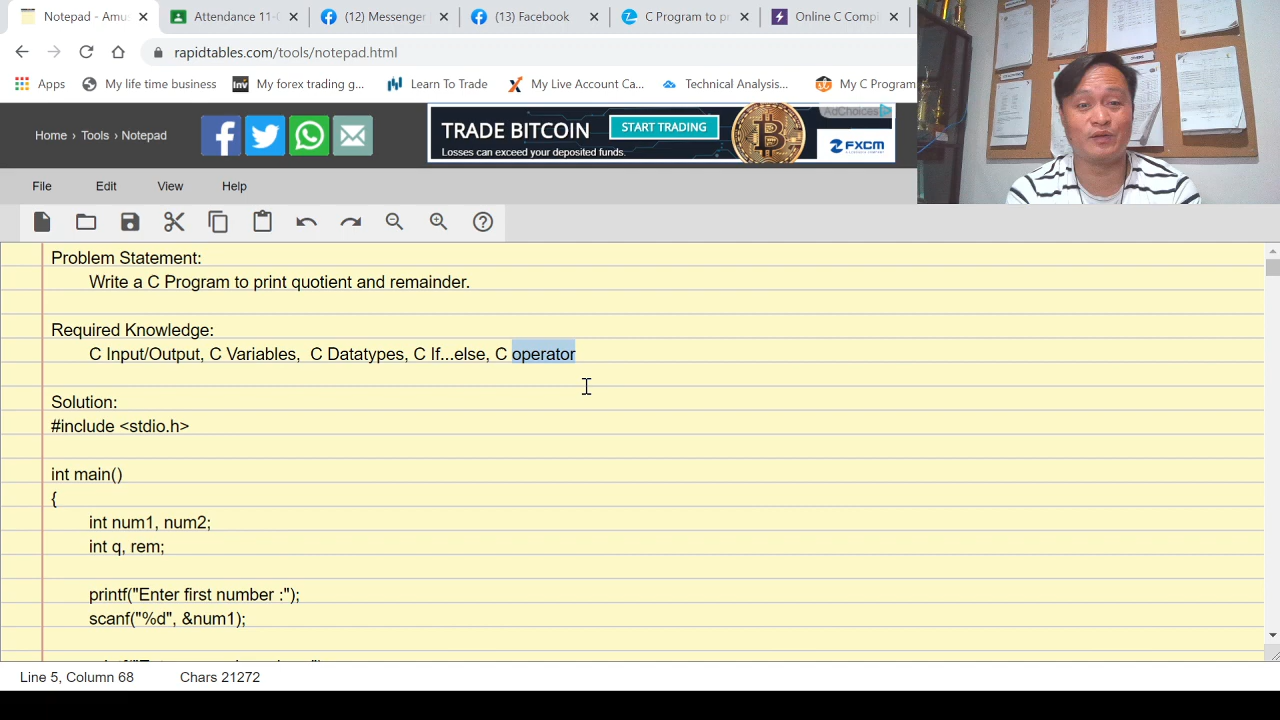 Notepad - Amus
Attendance 11-
(12) Messenger
(13) Facebook
C Program to pr
Online C Comp
rapidtables.com/tools/notepad.html
Apps
My life time business
Inv
My forex trading g...
Learn To Trade
My Live Account Ca...
Technical Analysis...
My C Program
Home › Tools › Notepad
TRADE BITCOIN
START TRADING
Losses can exceed your deposited funds.
AdChoices
FXCM
File
Edit
View
Help
Problem Statement:
Write a C Program to print quotient and remainder.
Required Knowledge:
C Input/Output, C Variables,  C Datatypes, C If...else, C operator
Solution:
#include <stdio.h>
int main()
{
int num1, num2;
int q, rem;
printf("Enter first number :");
scanf("%d", &num1);
Line 5, Column 68
Chars 21272